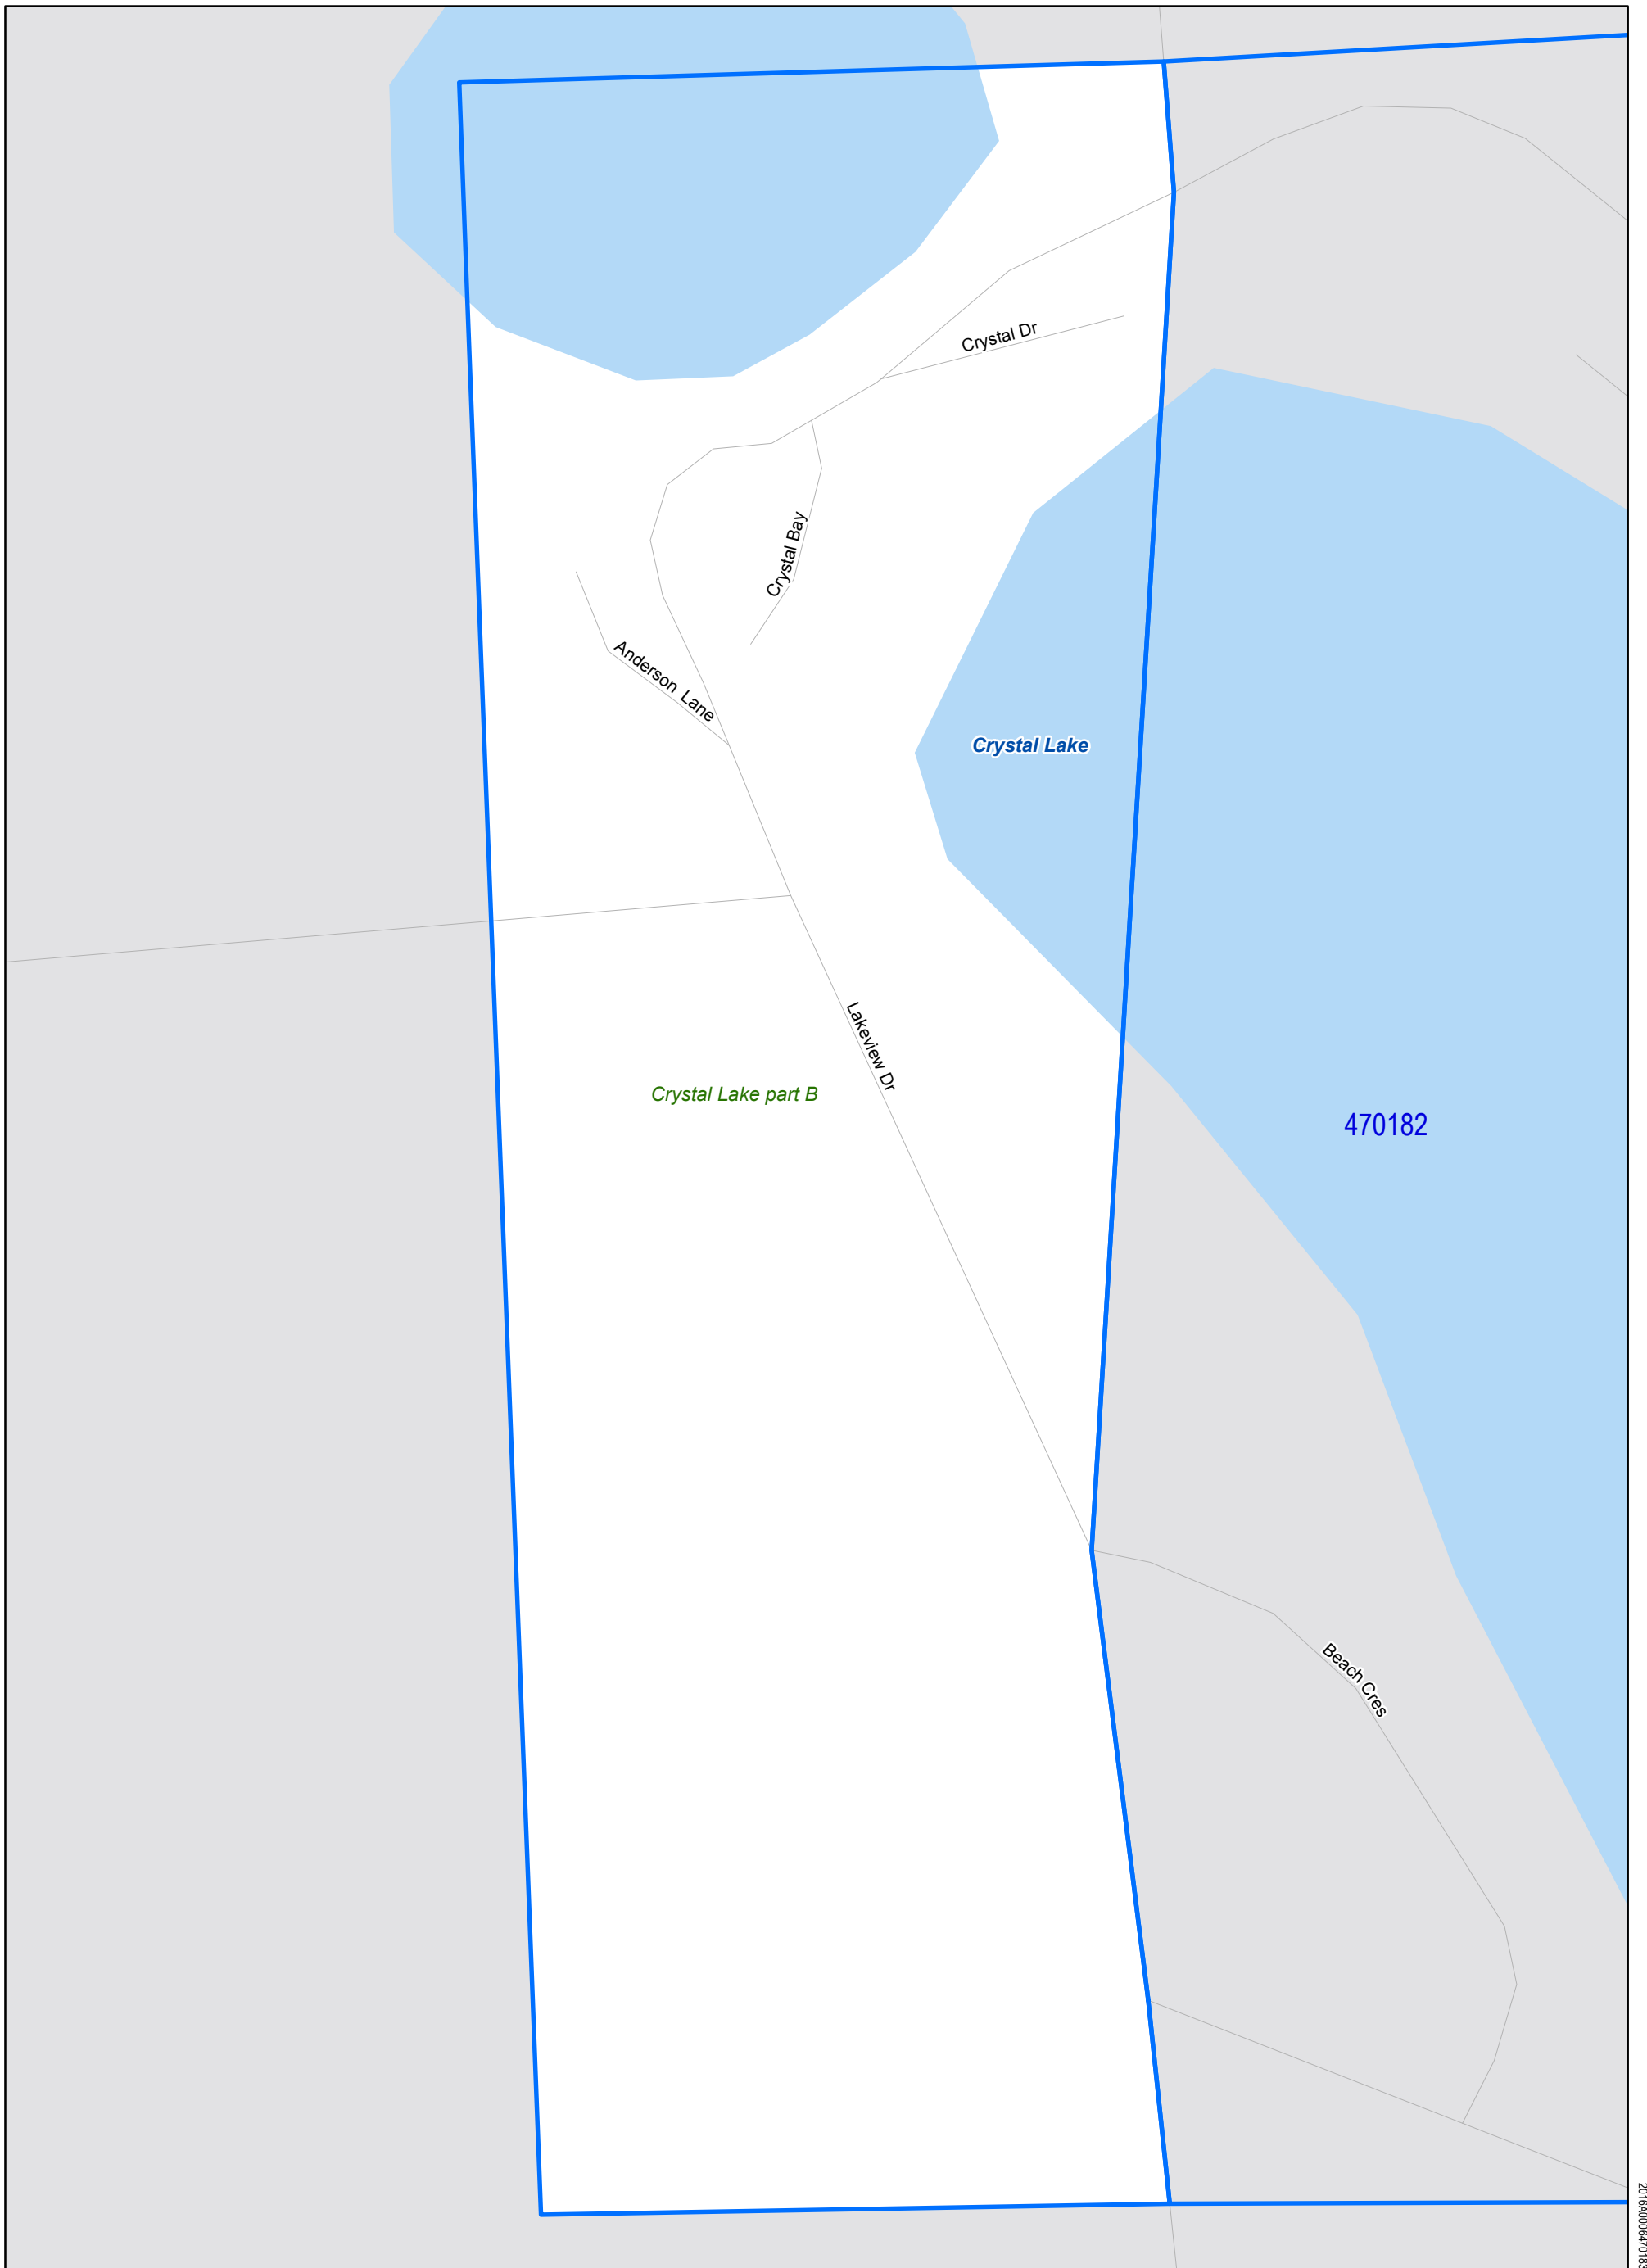 Crystal Dr
Crystal Bay
Anderson Lane
Crystal Lake
Lakeview Dr
Crystal Lake part B
470182
Beach Cres